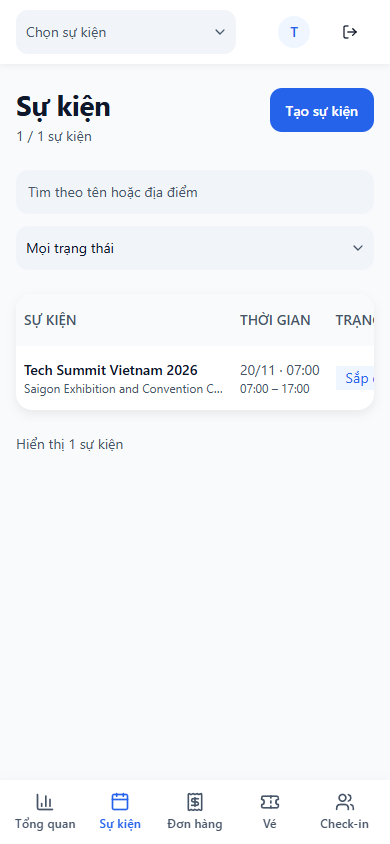 Chọn sự kiện
T
Sự kiện
1 / 1 sự kiện
Tạo sự kiện
Tìm theo tên hoặc địa điểm
Mọi trạng thái
SỰ KIỆN THỜI GIAN
Tech Summit Vietnam 2026 20/11 · 07:00 Sắp
Saigon Exhibition and Convention C... 07:00 – 17:00
Hiển thị 1 sự kiện
Tổng quan Sự kiện Đơn hàng Vé Check-in